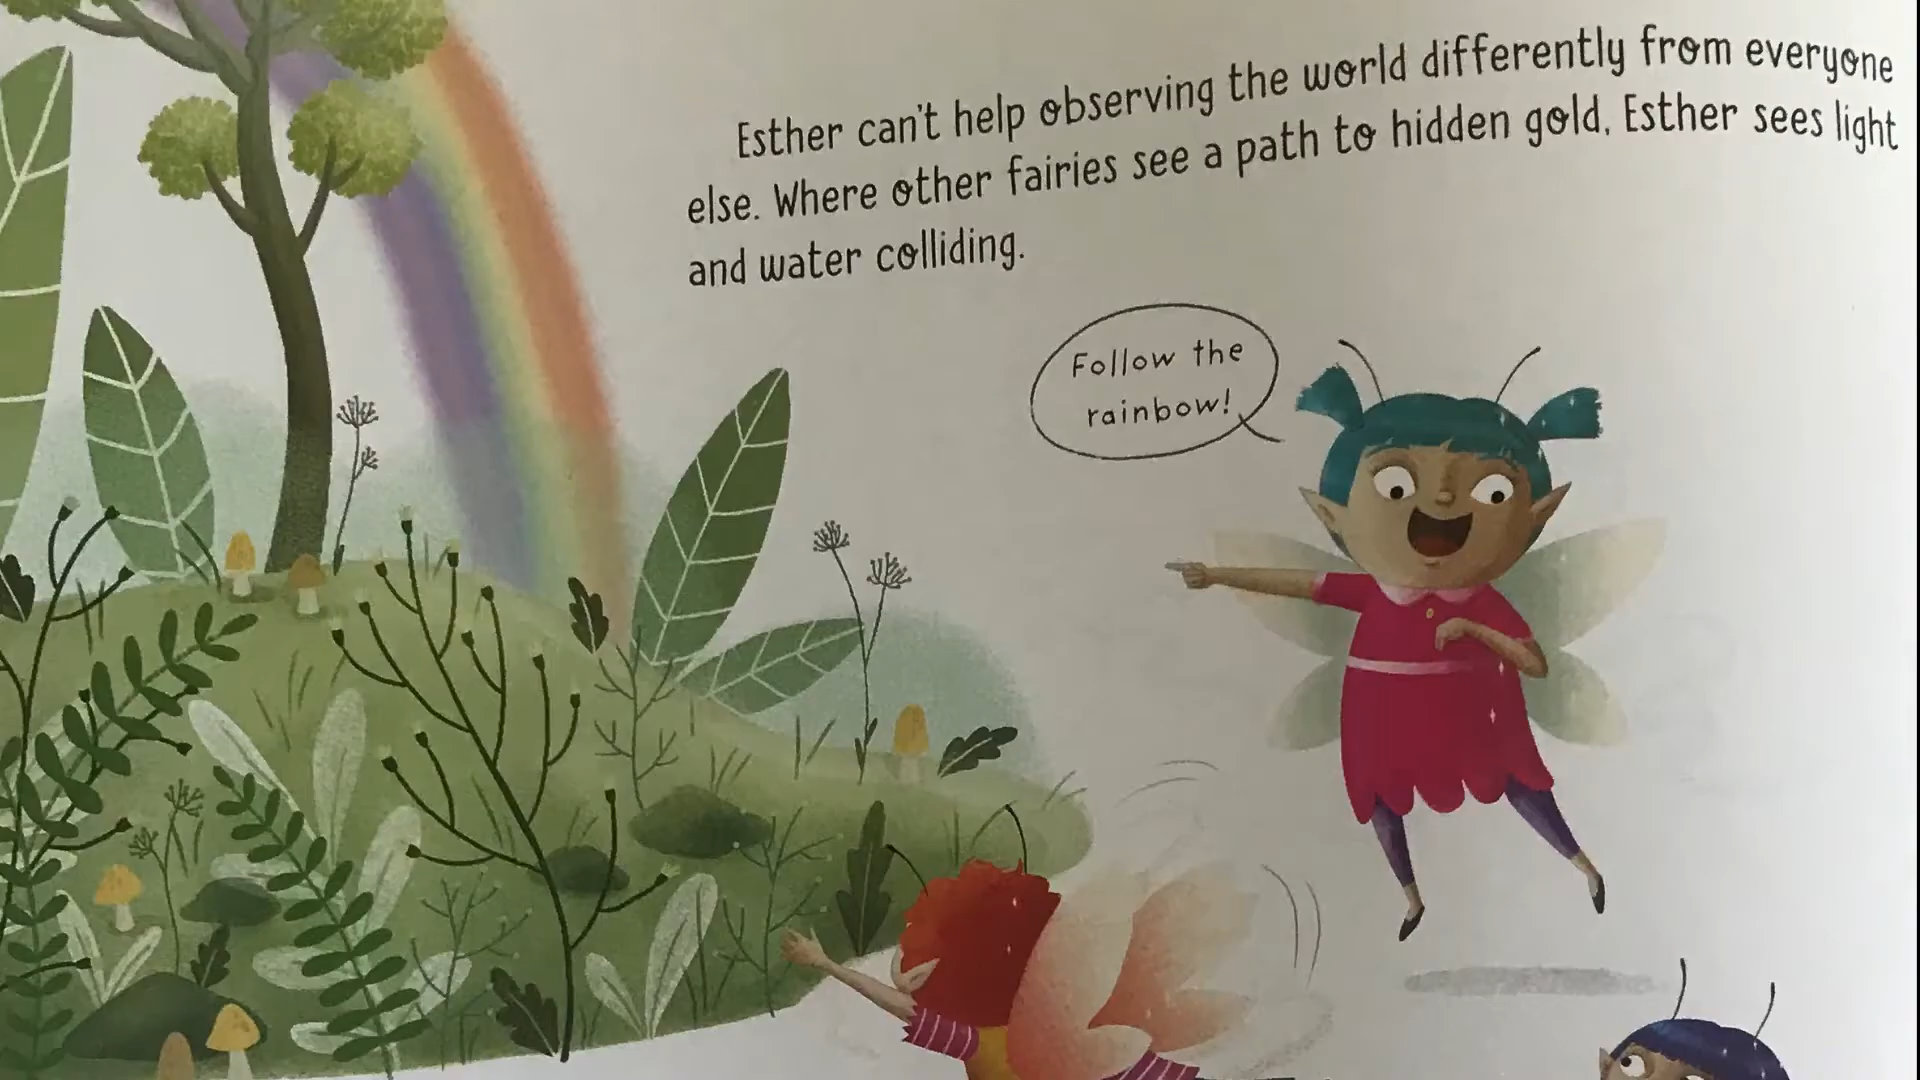 Esther can't help observing the world differently from everyone
else. Where other fairies see a path to hidden gold, Esther sees light
and water colliding.
Follow the
rainbow!